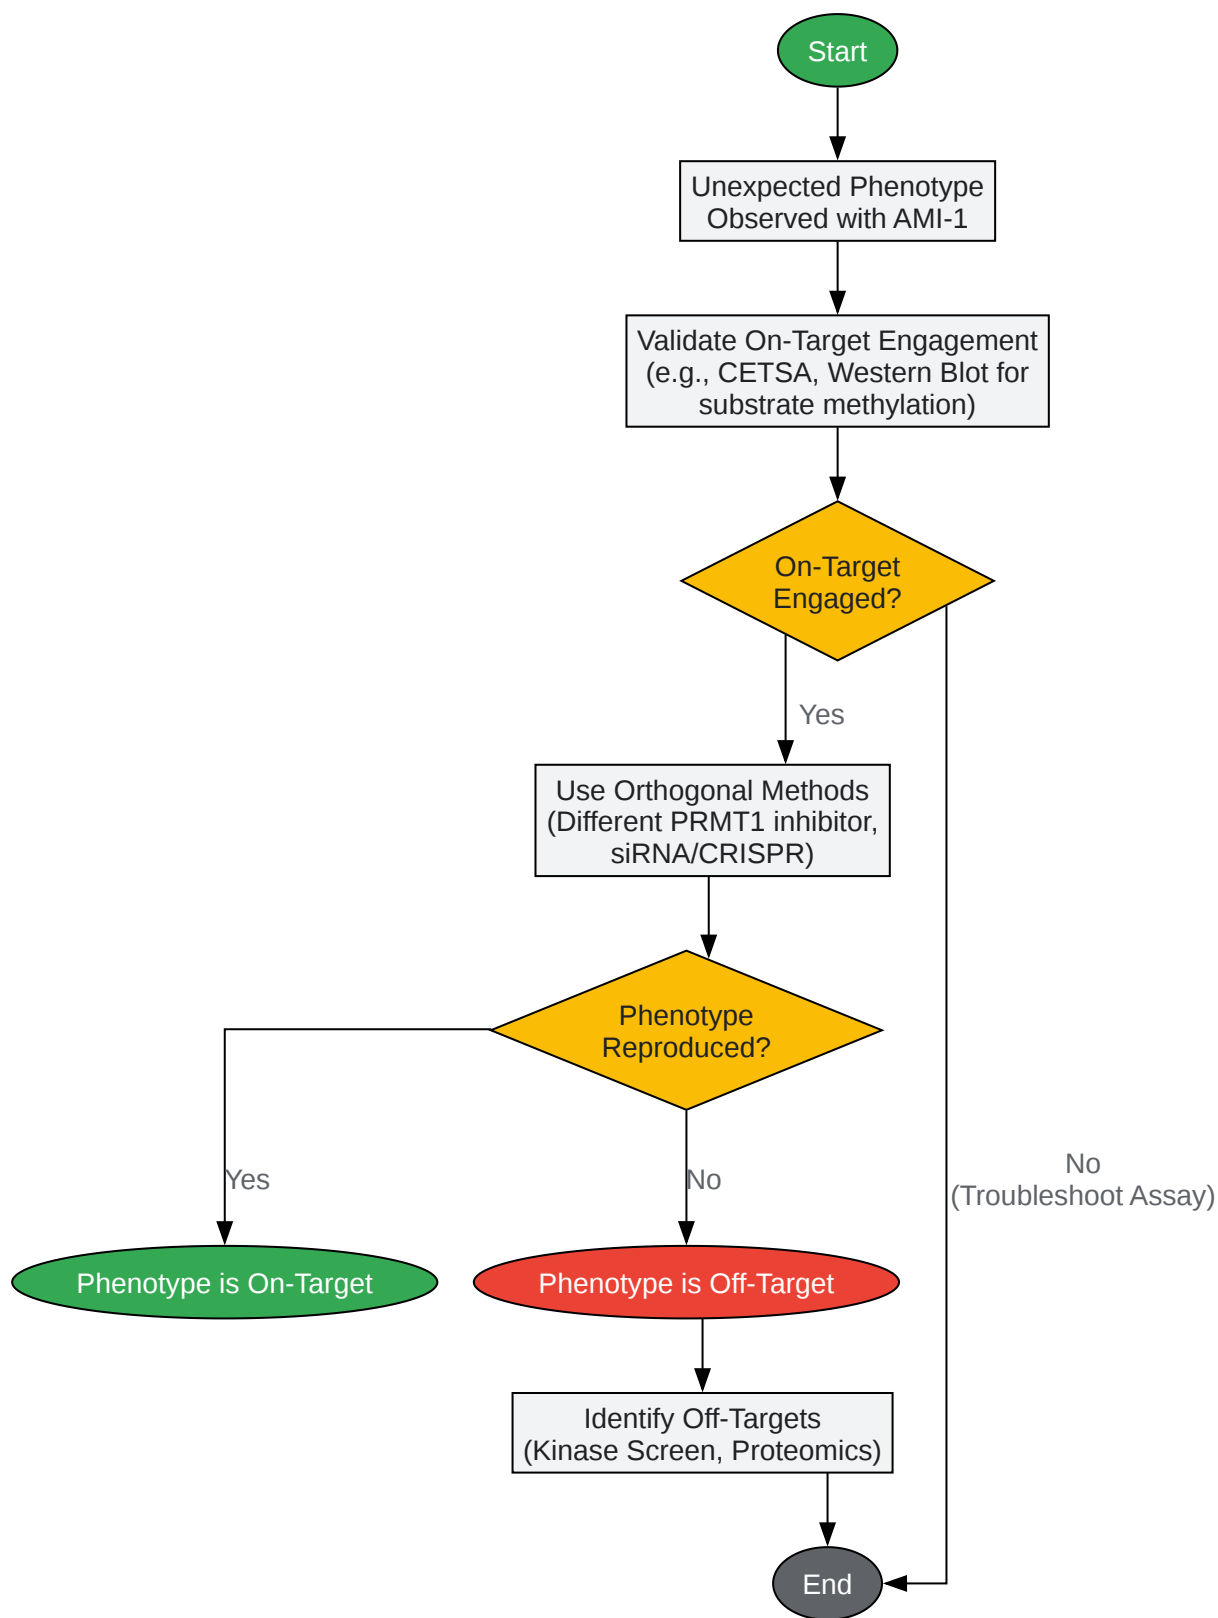 Start
Unexpected Phenotype
Observed with AMI-1
Validate On-Target Engagement
(e.g., CETSA, Western Blot for
substrate methylation)
On-Target
Engaged?
Yes
Use Orthogonal Methods
(Different PRMT1 inhibitor,
siRNA/CRISPR)
Phenotype
Reproduced?
Yes
No
No
(Troubleshoot Assay)
Phenotype is On-Target
Phenotype is Off-Target
Identify Off-Targets
(Kinase Screen, Proteomics)
End